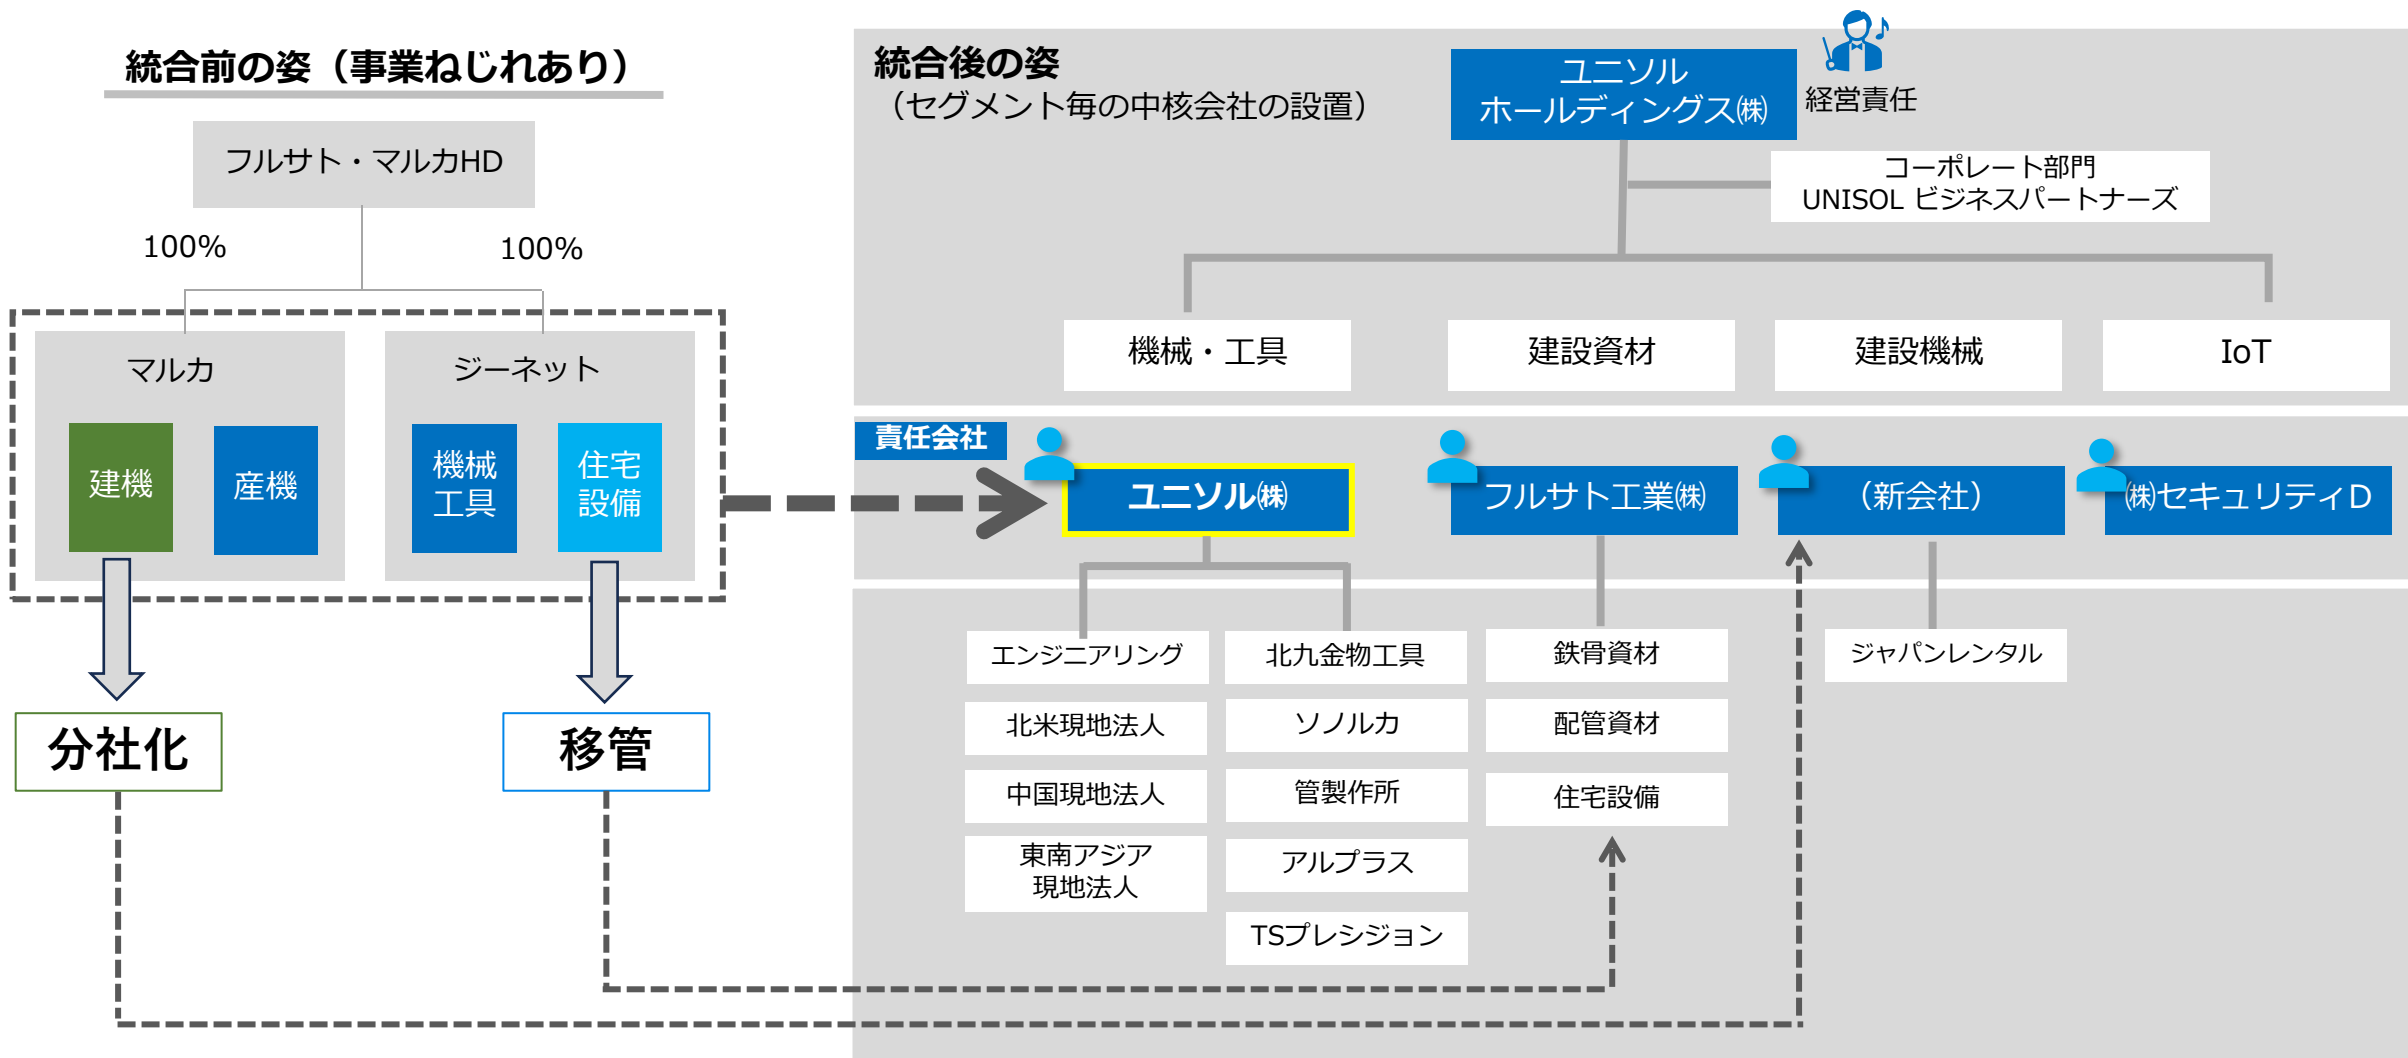 統合前の姿（事業ねじれあり）
フルサト・マルカHD
100%
100%
マルカ
ジーネット
建機
産機
機械
工具
住宅
設備
分社化
移管
統合後の姿
（セグメント毎の中核会社の設置）
ユニソル
ホールディングス㈱
経営責任
コーポレート部門
UNISOL ビジネスパートナーズ
機械・工具
建設資材
建設機械
IoT
責任会社
ユニソル㈱
フルサト工業㈱
（新会社）
㈱セキュリティD
エンジニアリング
北米現地法人
中国現地法人
東南アジア
現地法人
北九金物工具
ソノルカ
管製作所
アルプラス
TSプレシジョン
鉄骨資材
配管資材
住宅設備
ジャパンレンタル